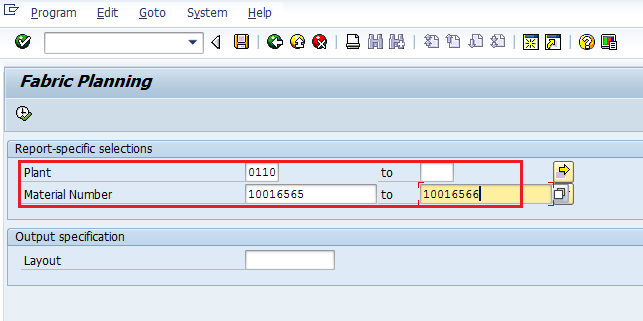 Program Edit Goto System Help
Fabric Planning
Report-specific selections
Plant 0110 to
Material Number 10016565 to 10016566
Output specification
Layout